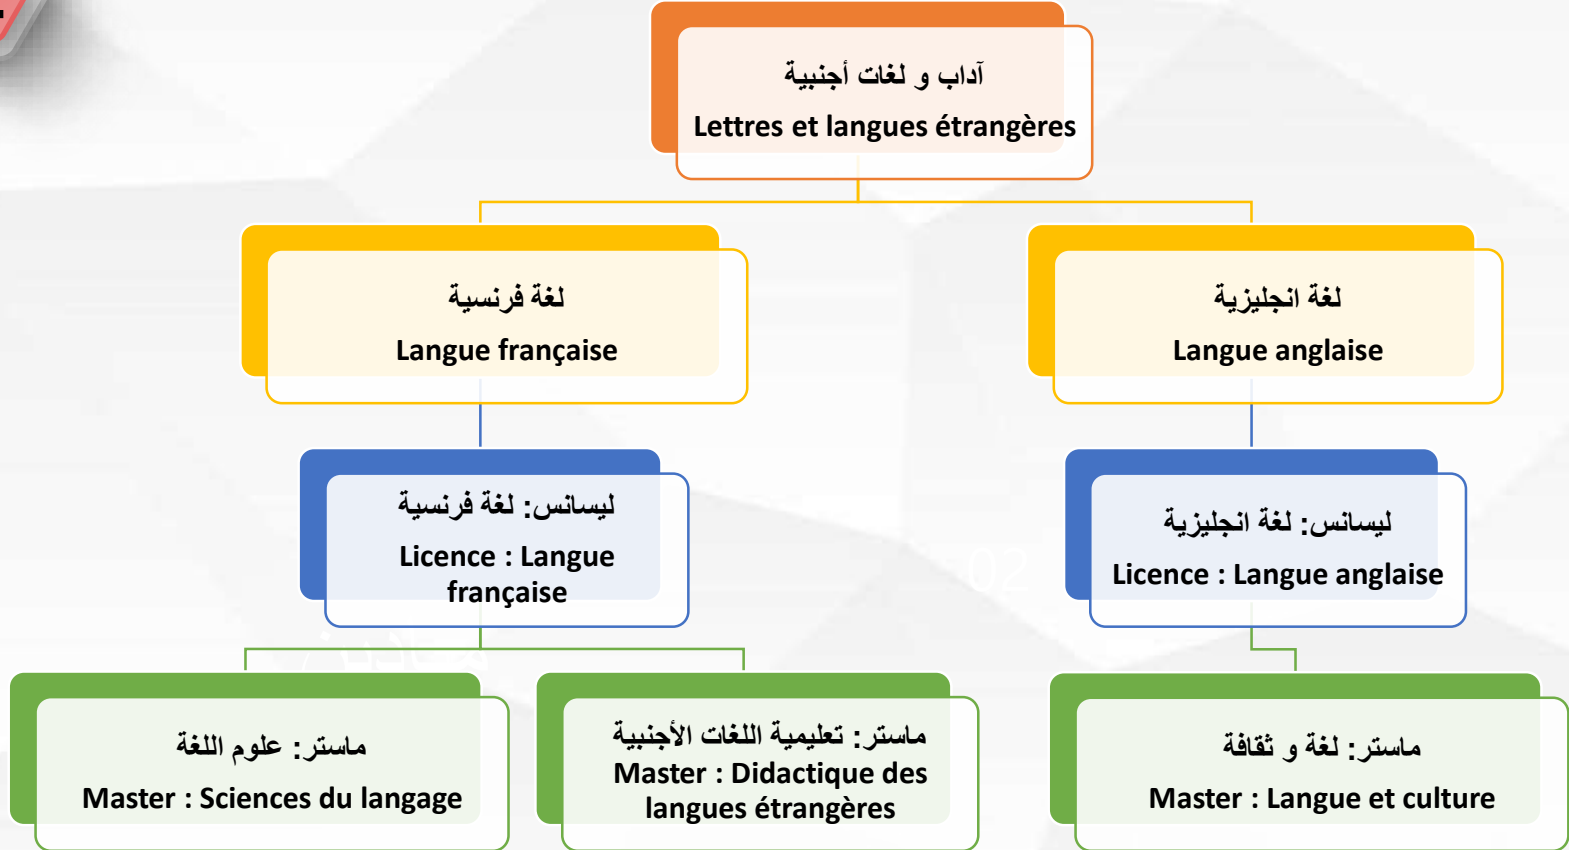 آداب و لغات أجنبية
Lettres et langues étrangères
لغة فرنسية
Langue française
لغة انجليزية
Langue anglaise
ليسانس: لغة فرنسية
Licence : Langue
française
ليسانس: لغة انجليزية
Licence : Langue anglaise
02
ماستر: علوم اللغة
Master : Sciences du langage
ماستر: تعليمية اللغات الأجنبية
Master : Didactique des
langues étrangères
ماستر: لغة و ثقافة
Master : Langue et culture